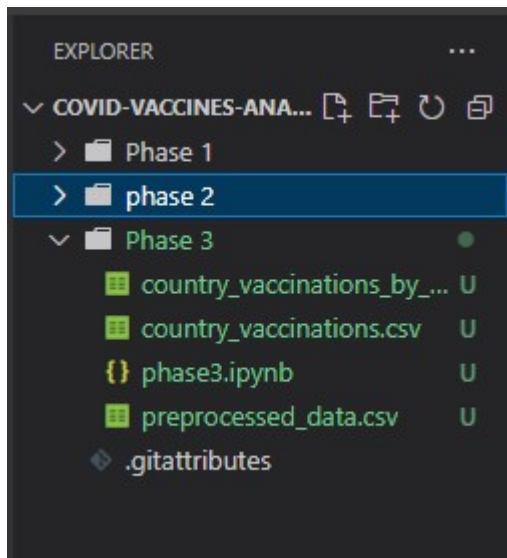 EXPLORER ...
COVID-VACCINES-ANA...
Phase 1
phase 2
Phase 3
country_vaccinations_by_... U
country_vaccinations.csv U
{} phase3.ipynb U
preprocessed_data.csv U
.gitattributes